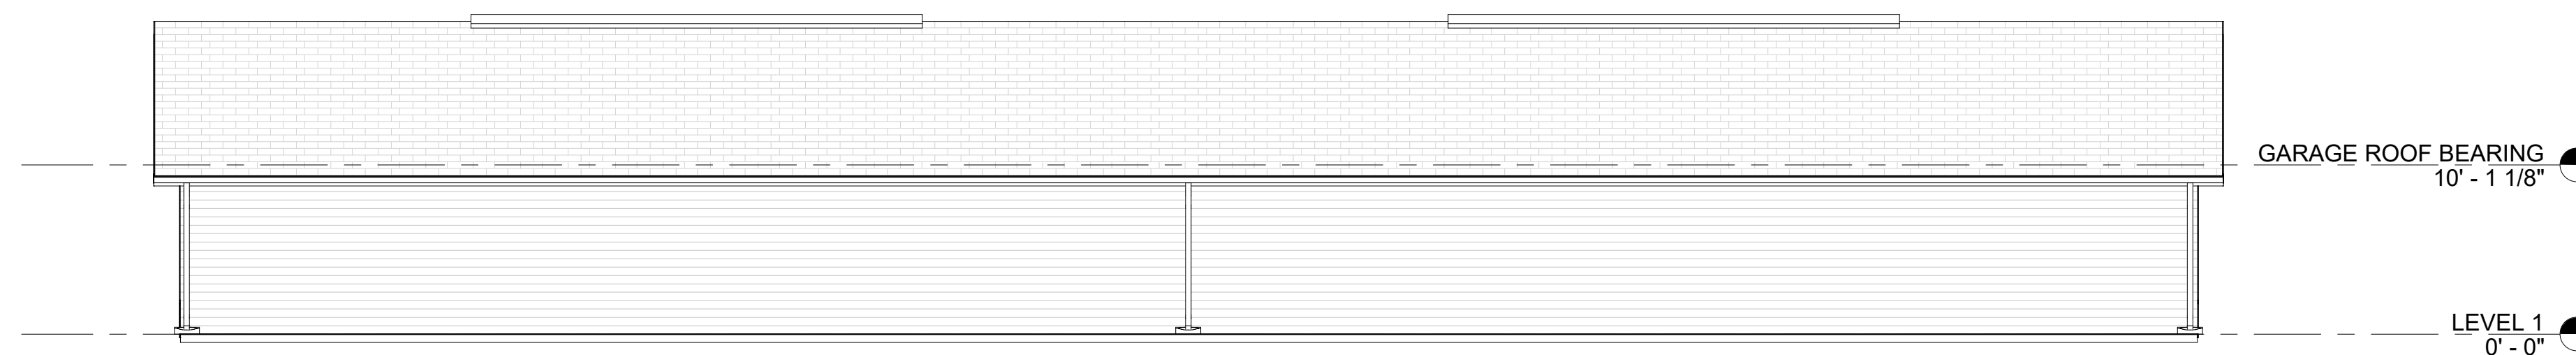 GARAGE ROOF BEARING
10' - 1 1/8"
LEVEL 1
0' - 0"